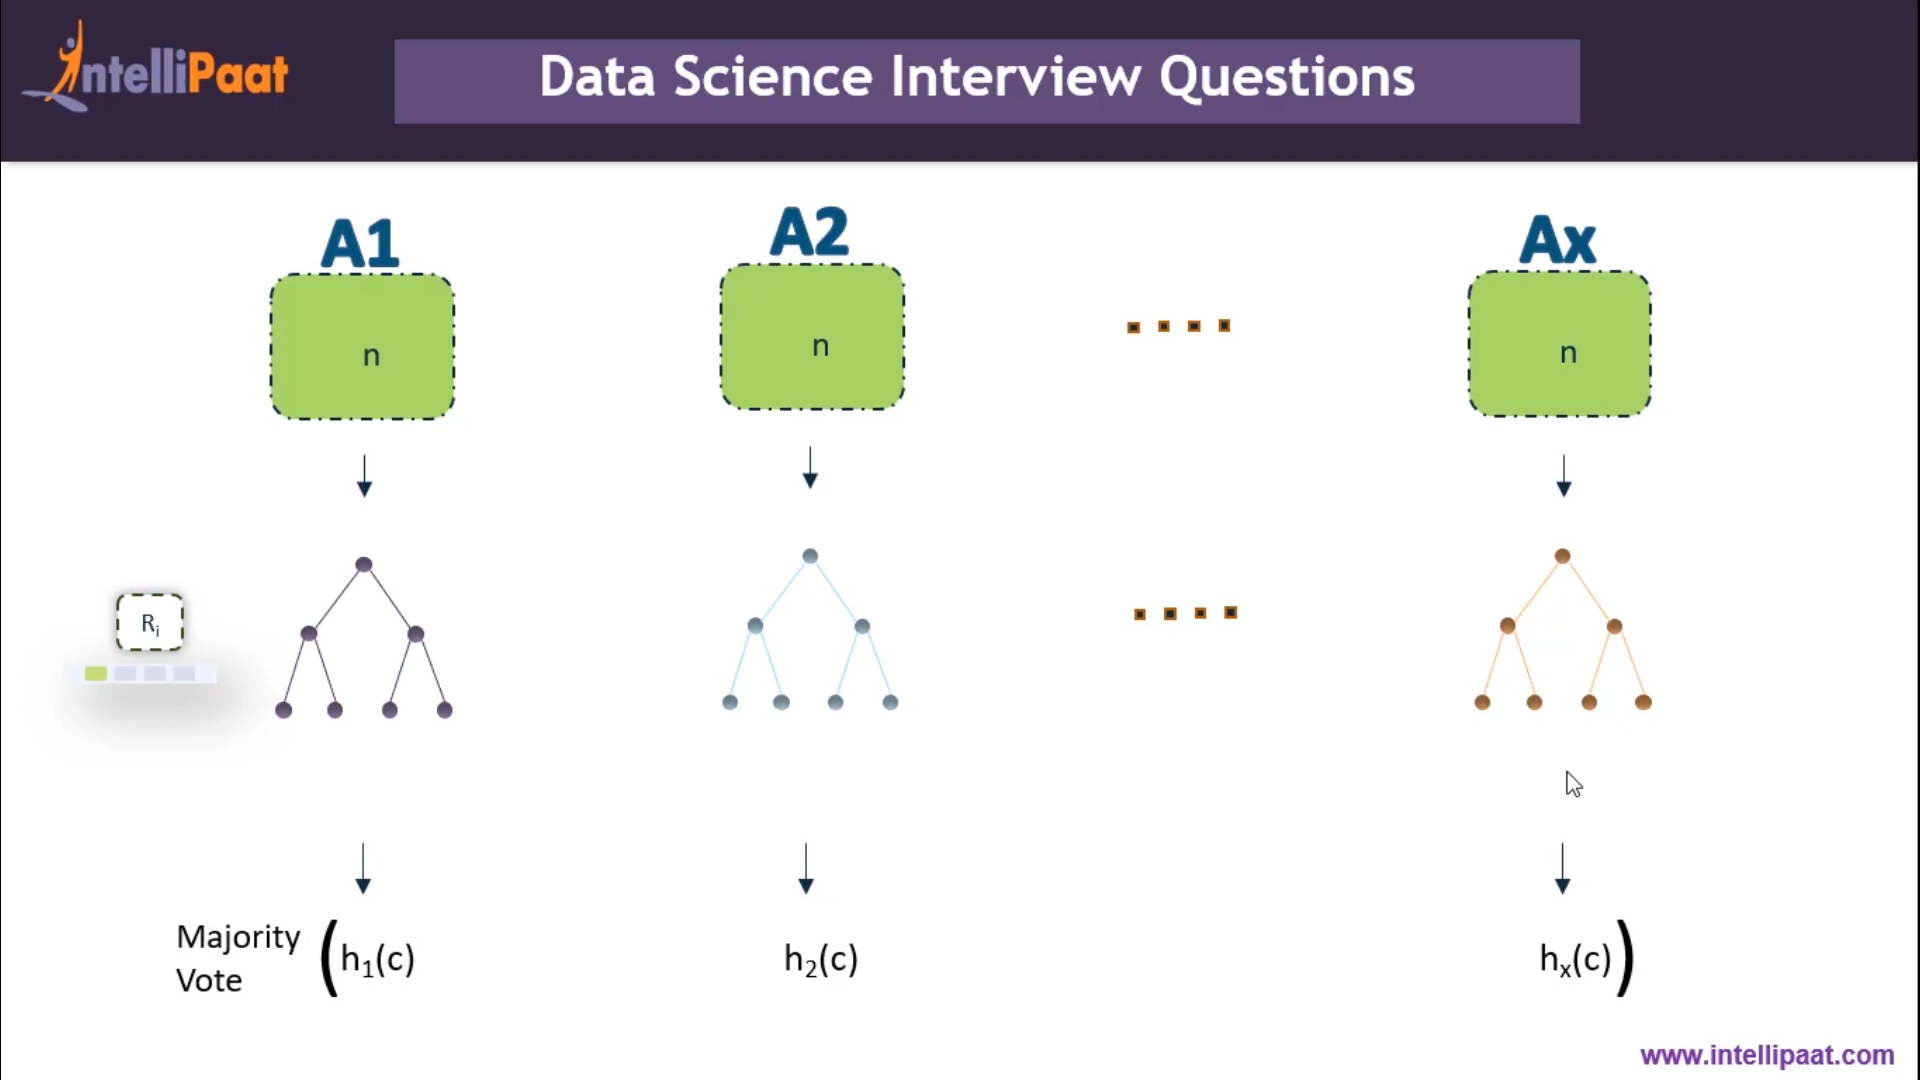 IntelliPaat
Data Science Interview Questions
A1
A2
Ax
n
n
n
Ri
Majority
Vote
(h1(c)
h2(c)
hx(c))
www.intellipaat.com